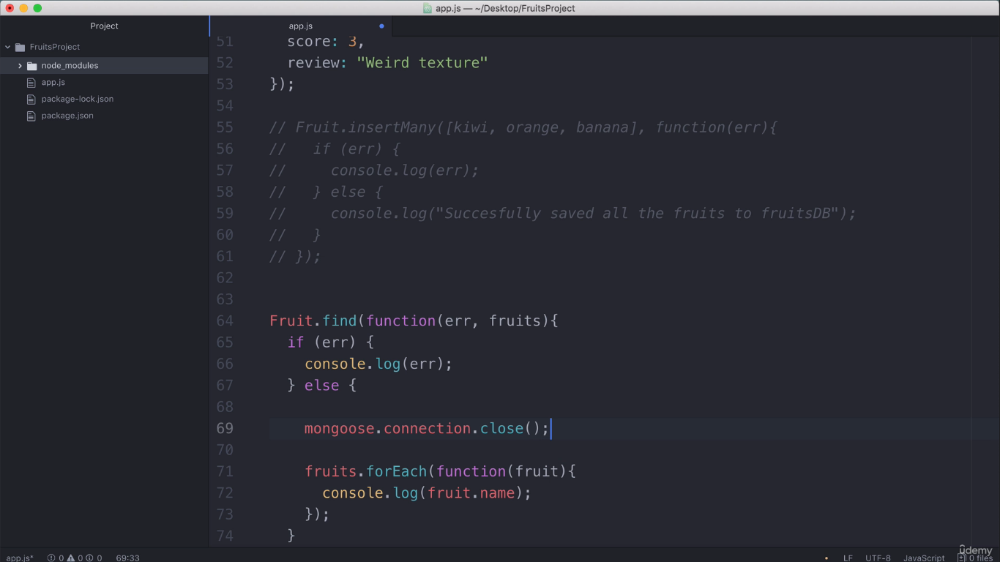 app.js — ~/Desktop/FruitsProject
Project
app.js
FruitsProject
node_modules
app.js
package-lock.json
package.json
51 score: 3,
52 review: "Weird texture"
53 });
54
55 // Fruit.insertMany([kiwi, orange, banana], function(err){
56 // if (err) {
57 // console.log(err);
58 // } else {
59 // console.log("Succesfully saved all the fruits to fruitsDB");
60 // }
61 // });
62
63
64 Fruit.find(function(err, fruits){
65 if (err) {
66 console.log(err);
67 } else {
68
69 mongoose.connection.close();
70
71 fruits.forEach(function(fruit){
72 console.log(fruit.name);
73 });
74 }
app.js* 0 0 0 69:33 LF UTF-8 JavaScript 0 files
ûdemy